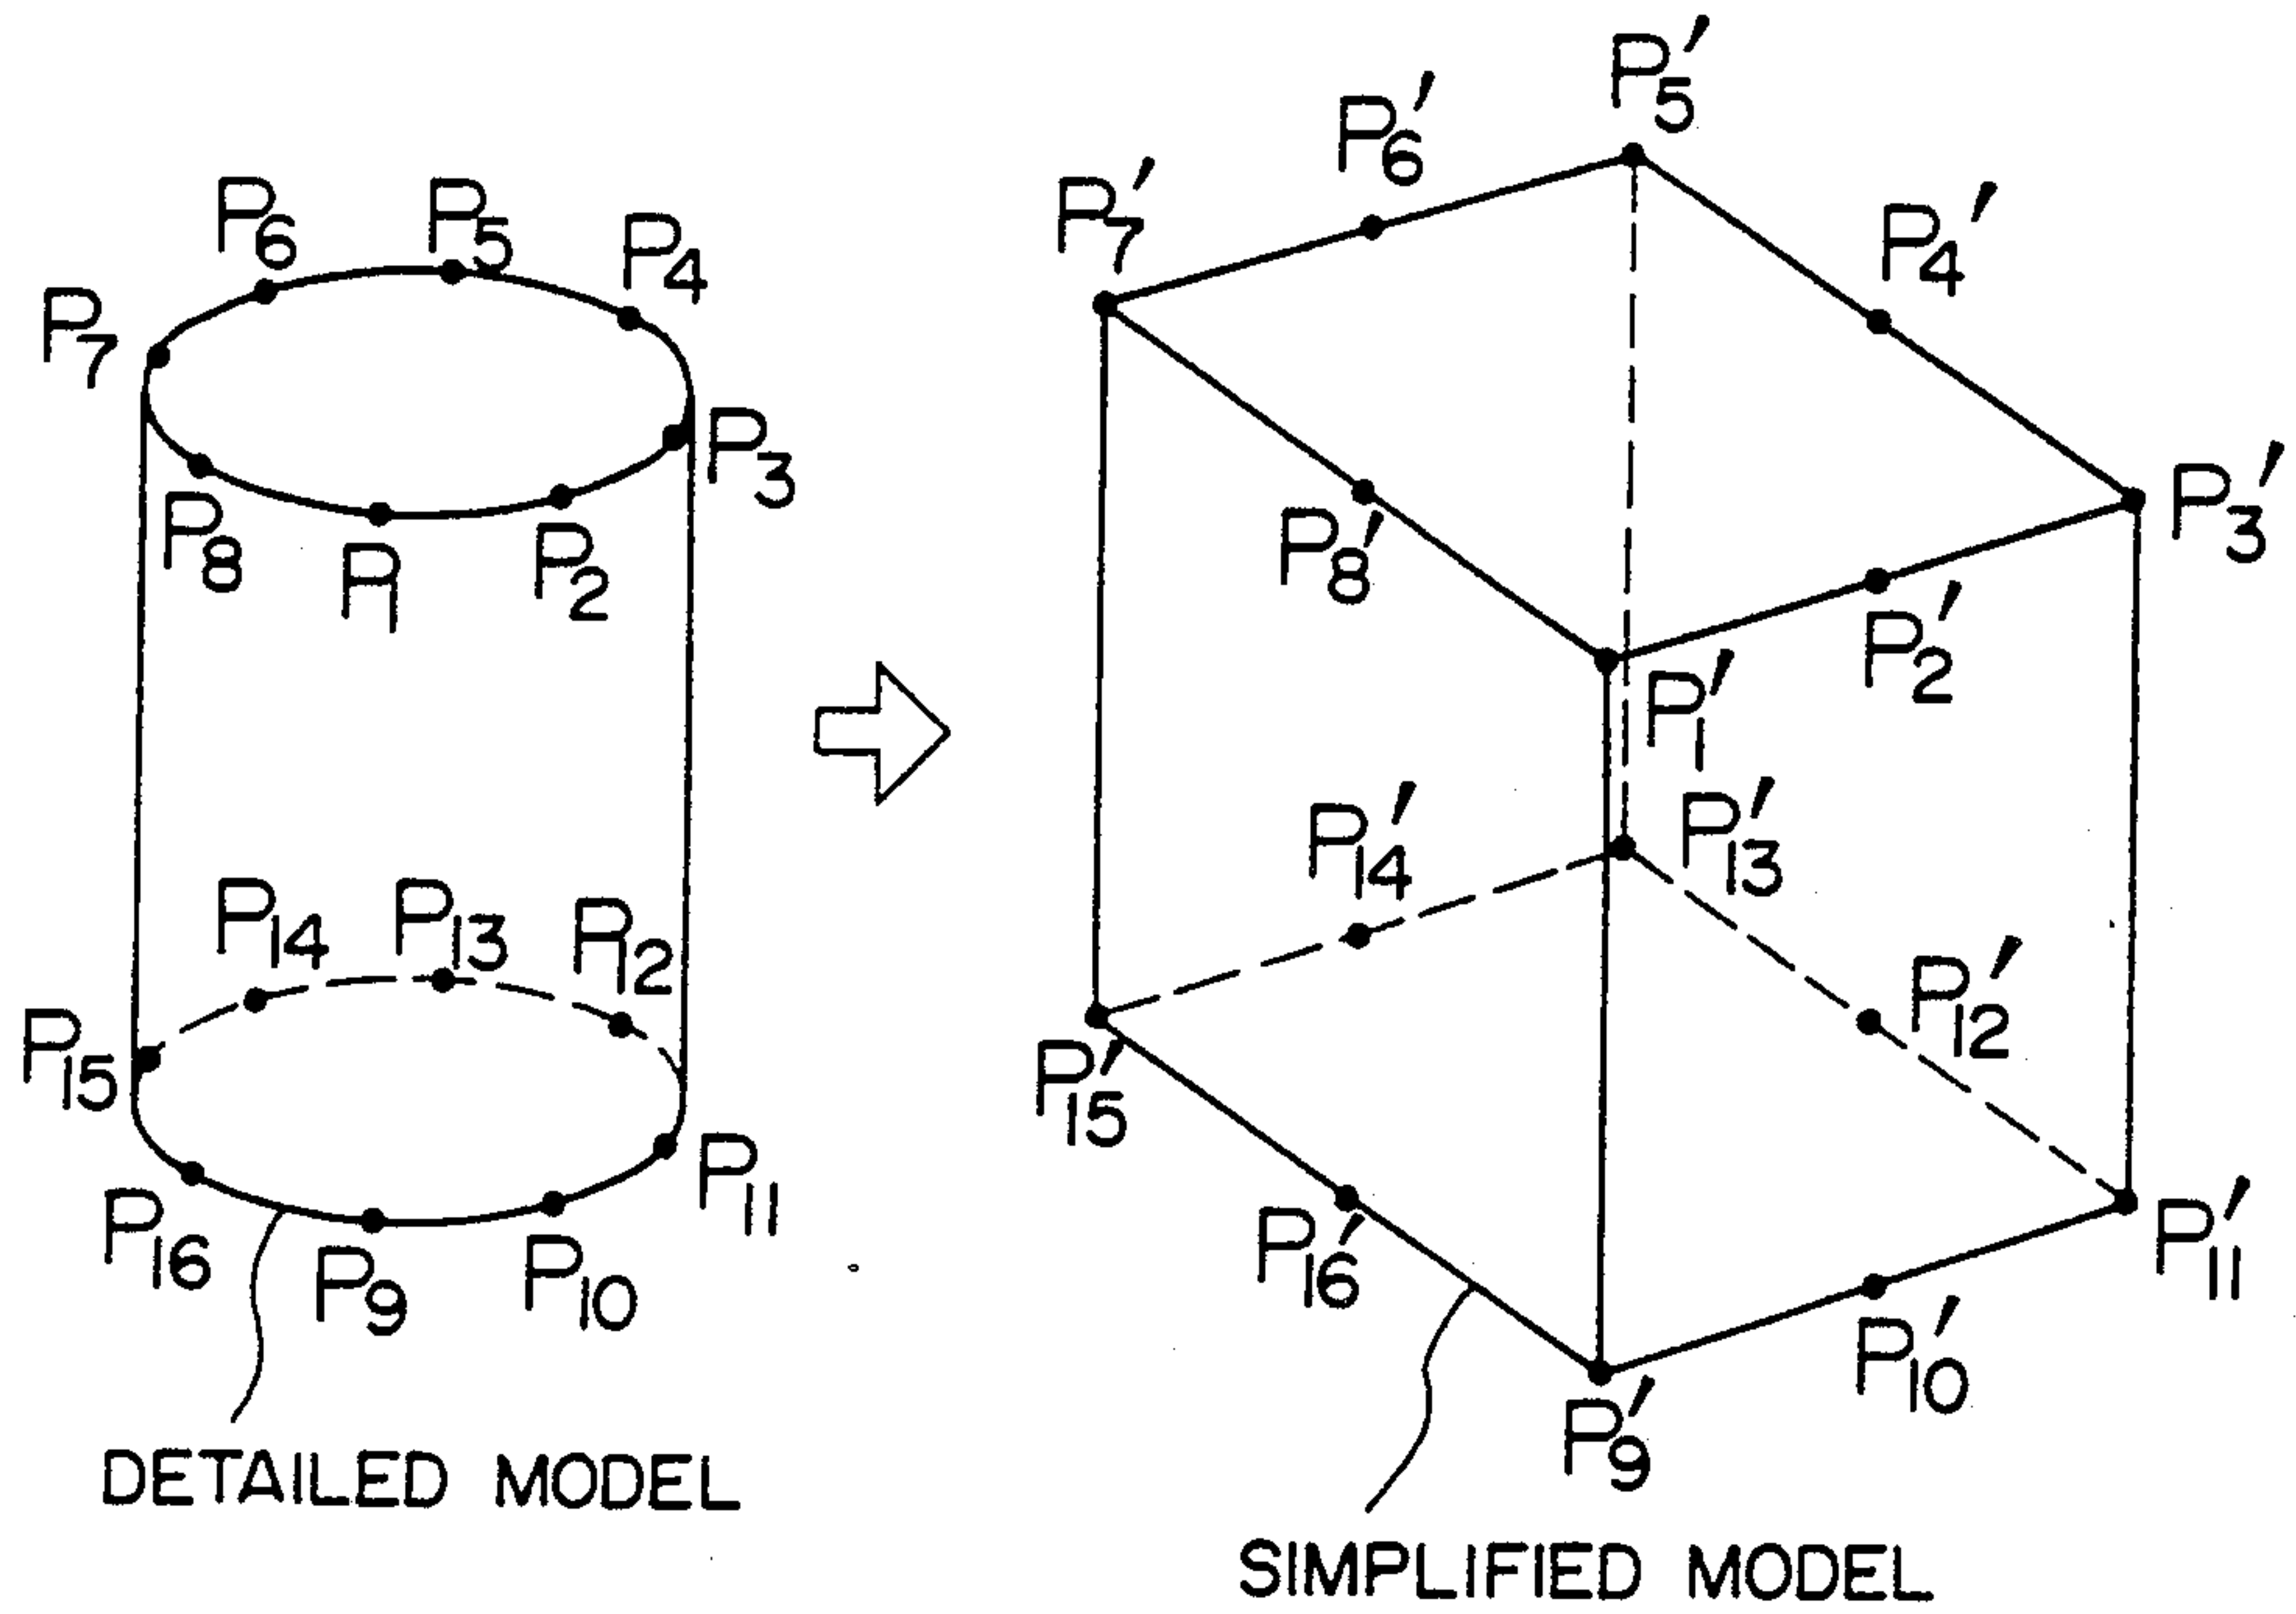 P₆ P₅ P₄
P₇ P₃
P₈ P₁ P₂
P₁₄ P₁₃ P₁₂
P₁₅ P₁₁
P₁₆ P₉ P₁₀
DETAILED MODEL
P₅′
P₆′
P₇′ P₄′
P₃′
P₈′ P₂′
P₁′
P₁₄′ P₁₃′
P₁₂′
P₁₅′
P₁₆′ P₁₁′
P₉′ P₁₀′
SIMPLIFIED MODEL